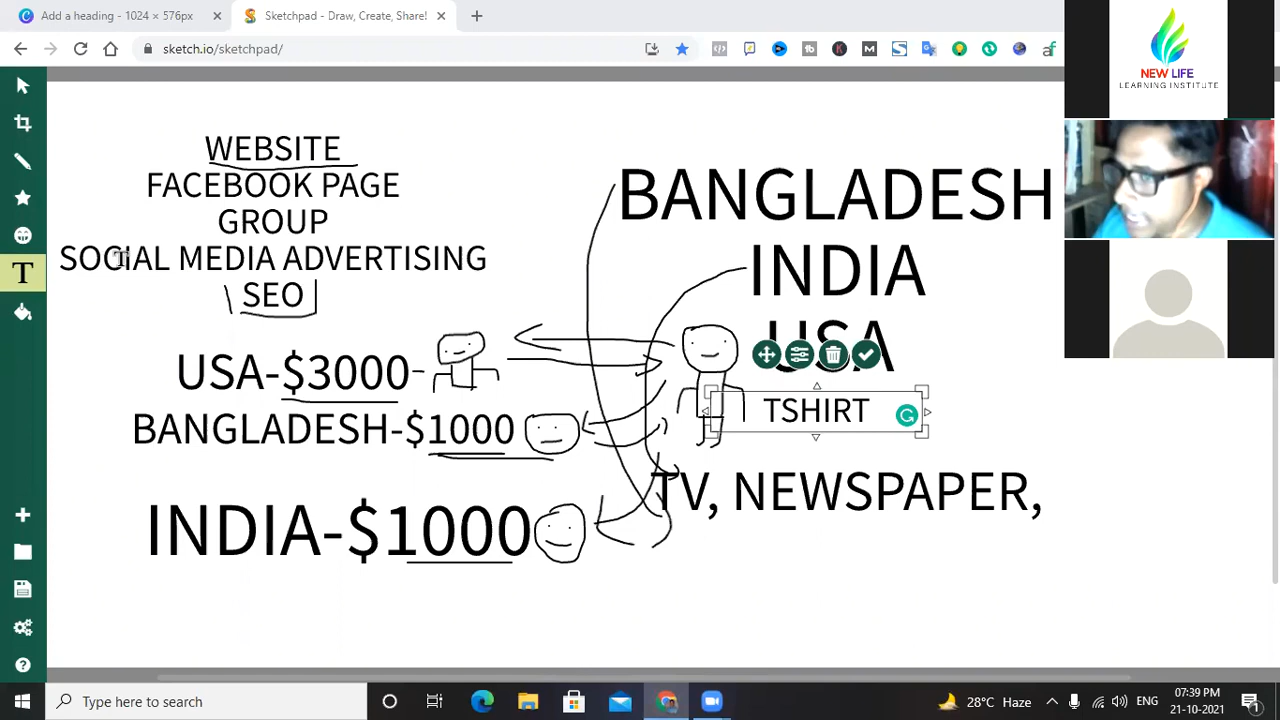 Add a heading - 1024 × 576px
Sketchpad - Draw, Create, Share!
sketch.io/sketchpad/
NEW LIFE
LEARNING INSTITUTE
WEBSITE
FACEBOOK PAGE
GROUP
SOCIAL MEDIA ADVERTISING
SEO
USA-$3000-
BANGLADESH-$1000
INDIA-$1000
BANGLADESH
INDIA
USA
TSHIRT
TV, NEWSPAPER,
Type here to search
28°C Haze
ENG
07:39 PM
21-10-2021